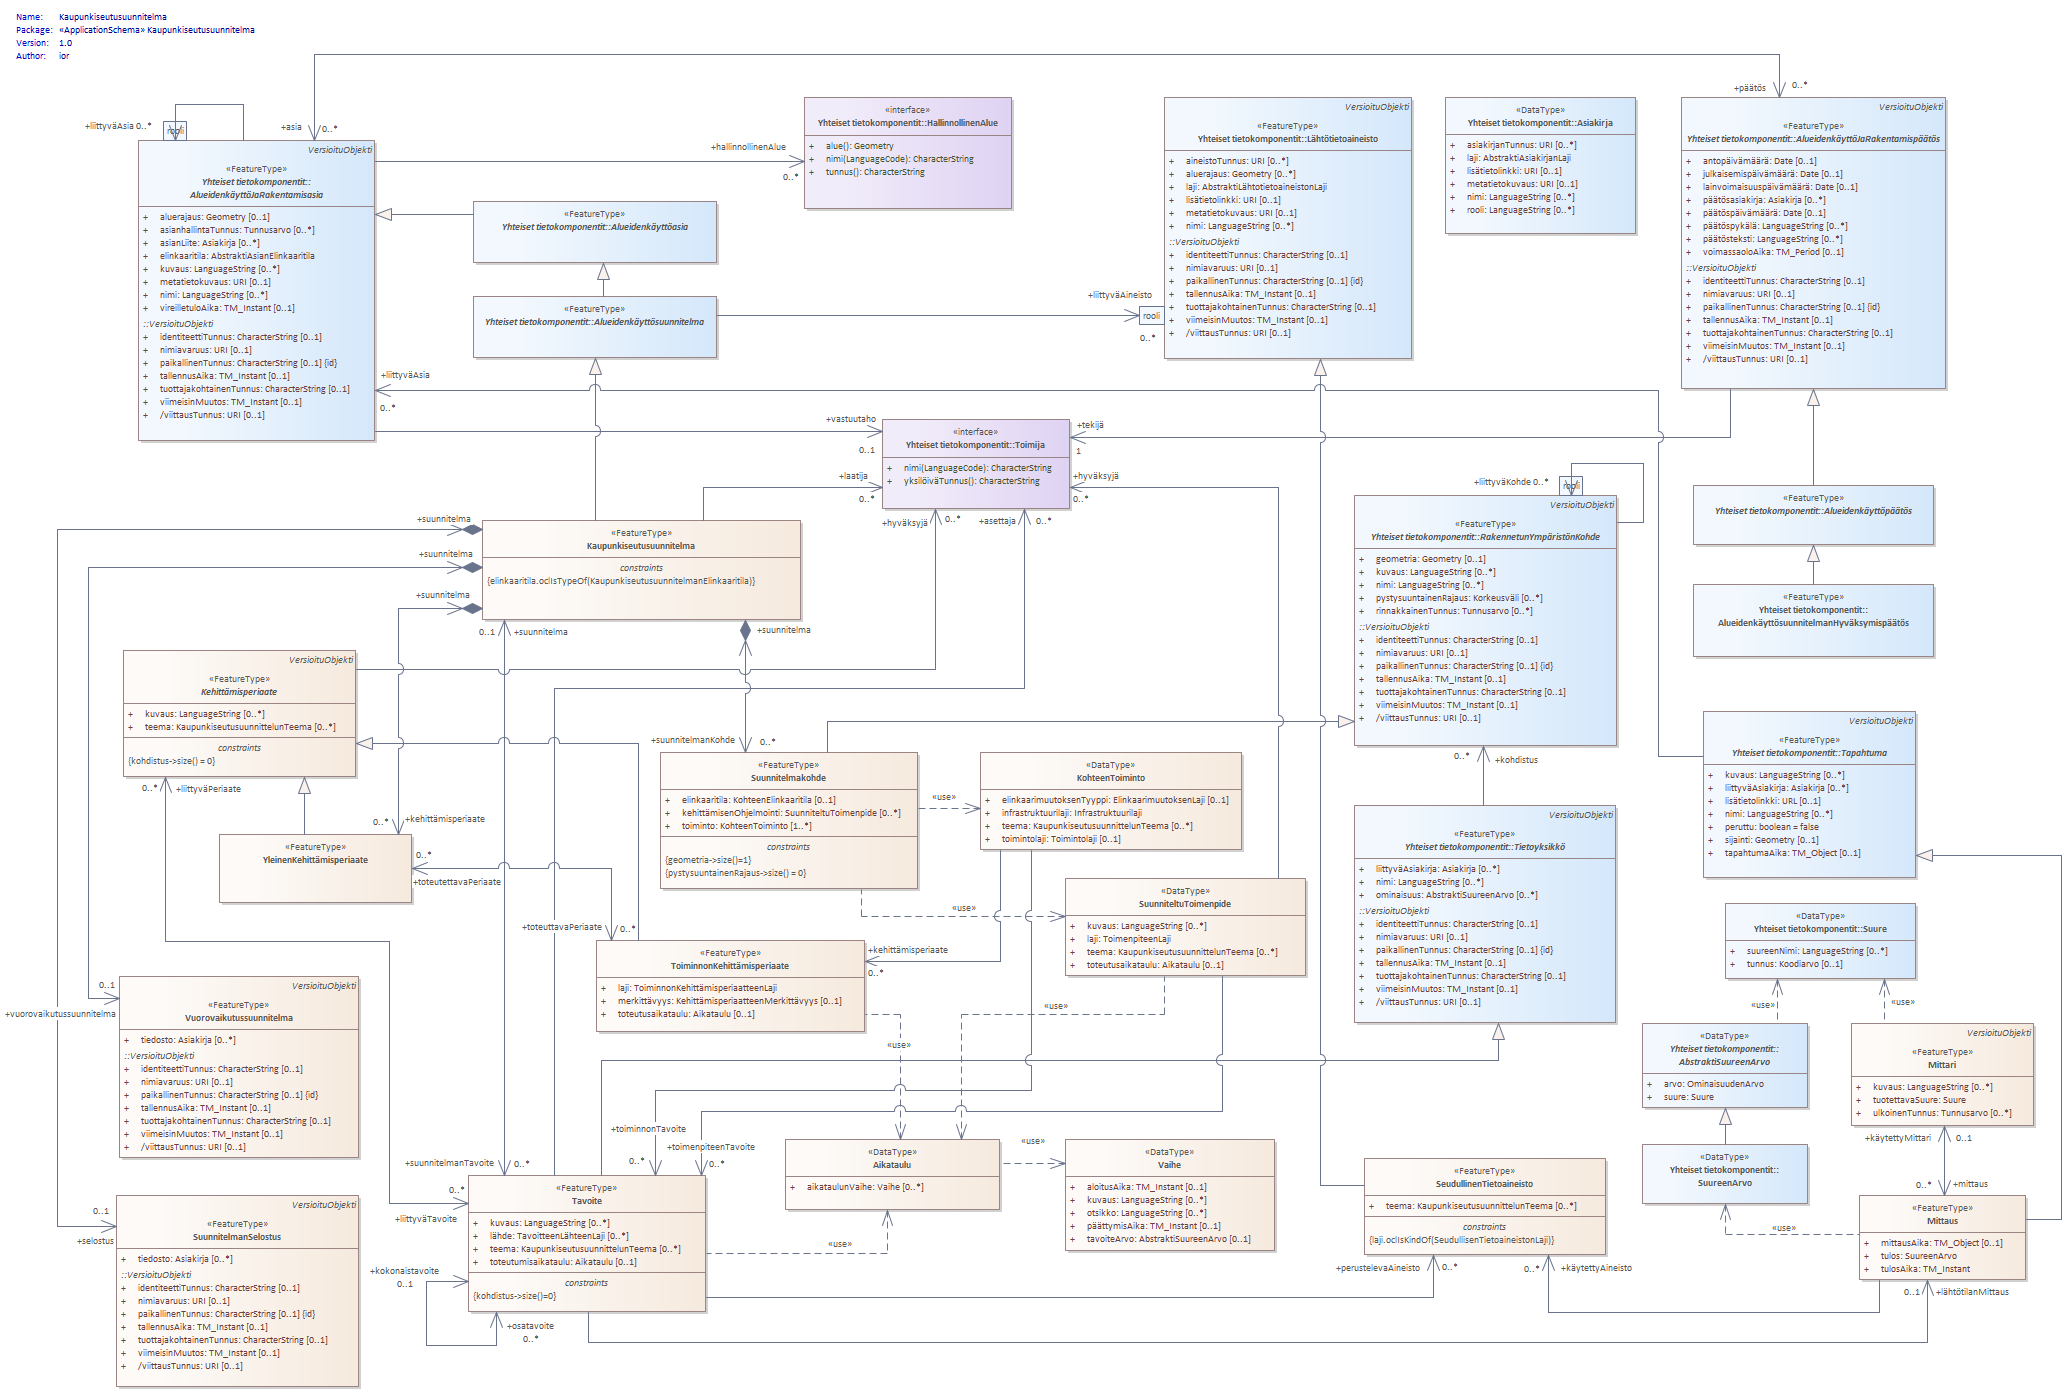 Name: Kaupunkiseutusuunnitelma
Package: «ApplicationSchema» Kaupunkiseutusuunnitelma
Version: 1.0
Author: ior
+liittyväAsia 0..*
rooli
+asia
0..*
+päätös
0..*
VersioituObjekti
«FeatureType»
Yhteiset tietokomponentit::
AlueidenkäyttöJaRakentamisasia
+ aluerajaus: Geometry [0..1]
+ asianhallintaTunnus: Tunnusarvo [0..*]
+ asianLiite: Asiakirja [0..*]
+ elinkaaritila: AbstraktiAsianElinkaaritila
+ kuvaus: LanguageString [0..*]
+ metatietokuvaus: URI [0..1]
+ nimi: LanguageString [0..*]
+ vireilletuloAika: TM_Instant [0..1]
::VersioituObjekti
+ identiteettiTunnus: CharacterString [0..1]
+ nimiavaruus: URI [0..1]
+ paikallinenTunnus: CharacterString [0..1] {id}
+ tallennusAika: TM_Instant [0..1]
+ tuottajakohtainenTunnus: CharacterString [0..1]
+ viimeisinMuutos: TM_Instant [0..1]
+ /viittausTunnus: URI [0..1]
+hallinnollinenAlue
0..*
«interface»
Yhteiset tietokomponentit::HallinnollinenAlue
+ alue(): Geometry
+ nimi(LanguageCode): CharacterString
+ tunnus(): CharacterString
«FeatureType»
Yhteiset tietokomponentit::Alueidenkäyttöasia
«FeatureType»
Yhteiset tietokomponentit::Alueidenkäyttösuunnitelma
VersioituObjekti
«FeatureType»
Yhteiset tietokomponentit::Lähtötietoaineisto
+ aineistoTunnus: URI [0..*]
+ aluerajaus: Geometry [0..*]
+ laji: AbstraktiLähtötietoaineistonLaji
+ lisätietolinkki: URI [0..1]
+ metatietokuvaus: URI [0..1]
+ nimi: LanguageString [0..*]
::VersioituObjekti
+ identiteettiTunnus: CharacterString [0..1]
+ nimiavaruus: URI [0..1]
+ paikallinenTunnus: CharacterString [0..1] {id}
+ tallennusAika: TM_Instant [0..1]
+ tuottajakohtainenTunnus: CharacterString [0..1]
+ viimeisinMuutos: TM_Instant [0..1]
+ /viittausTunnus: URI [0..1]
+liittyväAineisto
rooli
0..*
«DataType»
Yhteiset tietokomponentit::Asiakirja
+ asiakirjanTunnus: URI [0..*]
+ laji: AbstraktiAsiakirjanLaji
+ lisätietolinkki: URI [0..1]
+ metatietokuvaus: URI [0..1]
+ nimi: LanguageString [0..*]
+ rooli: LanguageString [0..*]
VersioituObjekti
«FeatureType»
Yhteiset tietokomponentit::AlueidenkäyttöJaRakentamispäätös
+ antopäivämäärä: Date [0..1]
+ julkaisemispäivämäärä: Date [0..1]
+ lainvoimaisuuspäivämäärä: Date [0..1]
+ päätösasiakirja: Asiakirja [0..*]
+ päätöspäivämäärä: Date [0..1]
+ päätöspykälä: LanguageString [0..*]
+ päätösteksti: LanguageString [0..*]
+ voimassaoloAika: TM_Period [0..1]
::VersioituObjekti
+ identiteettiTunnus: CharacterString [0..1]
+ nimiavaruus: URI [0..1]
+ paikallinenTunnus: CharacterString [0..1] {id}
+ tallennusAika: TM_Instant [0..1]
+ tuottajakohtainenTunnus: CharacterString [0..1]
+ viimeisinMuutos: TM_Instant [0..1]
+ /viittausTunnus: URI [0..1]
+liittyväAsia
0..*
+vastuutaho
0..1
+laatija
0..*
«interface»
Yhteiset tietokomponentit::Toimija
+ nimi(LanguageCode): CharacterString
+ yksilöiväTunnus(): CharacterString
+tekijä
1
+hyväksyjä
0..*
+hyväksyjä
0..*
+asettaja
0..*
«FeatureType»
Kaupunkiseutusuunnitelma
constraints
{elinkaaritila.oclIsTypeOf(KaupunkiseutusuunnitelmanElinkaaritila)}
+suunnitelma
+suunnitelma
+suunnitelma
0..1
+suunnitelma
+suunnitelma
+liittyväKohde 0..*
rooli
VersioituObjekti
«FeatureType»
Yhteiset tietokomponentit::RakennetunYmpäristönKohde
+ geometria: Geometry [0..1]
+ kuvaus: LanguageString [0..*]
+ nimi: LanguageString [0..*]
+ pystysuuntainenRajaus: Korkeusväli [0..*]
+ rinnakkainenTunnus: Tunnusarvo [0..*]
::VersioituObjekti
+ identiteettiTunnus: CharacterString [0..1]
+ nimiavaruus: URI [0..1]
+ paikallinenTunnus: CharacterString [0..1] {id}
+ tallennusAika: TM_Instant [0..1]
+ tuottajakohtainenTunnus: CharacterString [0..1]
+ viimeisinMuutos: TM_Instant [0..1]
+ /viittausTunnus: URI [0..1]
«FeatureType»
Yhteiset tietokomponentit::Alueidenkäyttöpäätös
«FeatureType»
Yhteiset tietokomponentit::
AlueidenkäyttösuunnitelmanHyväksymispäätös
VersioituObjekti
«FeatureType»
Kehittämisperiaate
+ kuvaus: LanguageString [0..*]
+ teema: KaupunkiseutusuunnittelunTeema [0..*]
constraints
{kohdistus->size() = 0}
0..*
+liittyväPeriaate
0..*
+kehittämisperiaate
«FeatureType»
YleinenKehittämisperiaate
0..*
+toteutettavaPeriaate
+suunnitelmanKohde
0..*
«FeatureType»
Suunnitelmakohde
+ elinkaaritila: KohteenElinkaaritila [0..1]
+ kehittämisenOhjelmointi: SuunniteltuToimenpide [0..*]
+ toiminto: KohteenToiminto [1..*]
constraints
{geometria->size()=1}
{pystysuuntainenRajaus->size() = 0}
«use»
«DataType»
KohteenToiminto
+ elinkaarimuutoksenTyyppi: ElinkaarimuutoksenLaji [0..1]
+ infrastruktuurilaji: Infrastruktuurilaji
+ teema: KaupunkiseutusuunnittelunTeema [0..*]
+ toimintolaji: Toimintolaji [0..1]
«use»
«DataType»
SuunniteltuToimenpide
+ kuvaus: LanguageString [0..*]
+ laji: ToimenpiteenLaji
+ teema: KaupunkiseutusuunnittelunTeema [0..*]
+ toteutusaikataulu: Aikataulu [0..1]
0..*
+kohdistus
VersioituObjekti
«FeatureType»
Yhteiset tietokomponentit::Tietoyksikkö
+ liittyväAsiakirja: Asiakirja [0..*]
+ nimi: LanguageString [0..*]
+ ominaisuus: AbstraktiSuureenArvo [0..*]
::VersioituObjekti
+ identiteettiTunnus: CharacterString [0..1]
+ nimiavaruus: URI [0..1]
+ paikallinenTunnus: CharacterString [0..1] {id}
+ tallennusAika: TM_Instant [0..1]
+ tuottajakohtainenTunnus: CharacterString [0..1]
+ viimeisinMuutos: TM_Instant [0..1]
+ /viittausTunnus: URI [0..1]
VersioituObjekti
«FeatureType»
Yhteiset tietokomponentit::Tapahtuma
+ kuvaus: LanguageString [0..*]
+ liittyväAsiakirja: Asiakirja [0..*]
+ lisätietolinkki: URL [0..1]
+ nimi: LanguageString [0..*]
+ peruttu: boolean = false
+ sijainti: Geometry [0..1]
+ tapahtumaAika: TM_Object [0..1]
«DataType»
Yhteiset tietokomponentit::Suure
+ suureenNimi: LanguageString [0..*]
+ tunnus: Koodiarvo [0..1]
«use»
«use»
+toteuttavaPeriaate
0..*
«FeatureType»
ToiminnonKehittämisperiaate
+ laji: ToiminnonKehittämisperiaatteenLaji
+ merkittävyys: KehittämisperiaatteenMerkittävyys [0..1]
+ toteutusaikataulu: Aikataulu [0..1]
+kehittämisperiaate
0..*
«use»
«use»
0..1
+vuorovaikutussuunnitelma
VersioituObjekti
«FeatureType»
Vuorovaikutussuunnitelma
+ tiedosto: Asiakirja [0..*]
::VersioituObjekti
+ identiteettiTunnus: CharacterString [0..1]
+ nimiavaruus: URI [0..1]
+ paikallinenTunnus: CharacterString [0..1] {id}
+ tallennusAika: TM_Instant [0..1]
+ tuottajakohtainenTunnus: CharacterString [0..1]
+ viimeisinMuutos: TM_Instant [0..1]
+ /viittausTunnus: URI [0..1]
0..1
+selostus
VersioituObjekti
«FeatureType»
SuunnitelmanSelostus
+ tiedosto: Asiakirja [0..*]
::VersioituObjekti
+ identiteettiTunnus: CharacterString [0..1]
+ nimiavaruus: URI [0..1]
+ paikallinenTunnus: CharacterString [0..1] {id}
+ tallennusAika: TM_Instant [0..1]
+ tuottajakohtainenTunnus: CharacterString [0..1]
+ viimeisinMuutos: TM_Instant [0..1]
+ /viittausTunnus: URI [0..1]
+suunnitelmanTavoite
0..*
+toiminnonTavoite
0..*
+toimenpiteenTavoite
0..*
0..*
+liittyväTavoite
«FeatureType»
Tavoite
+ kuvaus: LanguageString [0..*]
+ lähde: TavoitteenLähteenLaji [0..*]
+ teema: KaupunkiseutusuunnittelunTeema [0..*]
+ toteutumisaikataulu: Aikataulu [0..1]
constraints
{kohdistus->size()=0}
+kokonaistavoite
0..1
+osatavoite
0..*
«use»
«DataType»
Aikataulu
+ aikataulunVaihe: Vaihe [0..*]
«use»
«DataType»
Vaihe
+ aloitusAika: TM_Instant [0..1]
+ kuvaus: LanguageString [0..*]
+ otsikko: LanguageString [0..*]
+ päättymisAika: TM_Instant [0..1]
+ tavoiteArvo: AbstraktiSuureenArvo [0..1]
«FeatureType»
SeudullinenTietoaineisto
+ teema: KaupunkiseutusuunnittelunTeema [0..*]
constraints
{laji.oclIsKindOf(SeudullisenTietoaineistonLaji)}
+perustelevaAineisto
0..*
0..*
+käytettyAineisto
«DataType»
Yhteiset tietokomponentit::
AbstraktiSuureenArvo
+ arvo: OminaisuudenArvo
+ suure: Suure
«DataType»
Yhteiset tietokomponentit::
SuureenArvo
VersioituObjekti
«FeatureType»
Mittari
+ kuvaus: LanguageString [0..*]
+ tuotettavaSuure: Suure
+ ulkoinenTunnus: Tunnusarvo [0..*]
+käytettyMittari
0..1
0..*
+mittaus
«use»
«FeatureType»
Mittaus
+ mittausAika: TM_Object [0..1]
+ tulos: SuureenArvo
+ tulosAika: TM_Instant
0..1
+lähtötilanMittaus